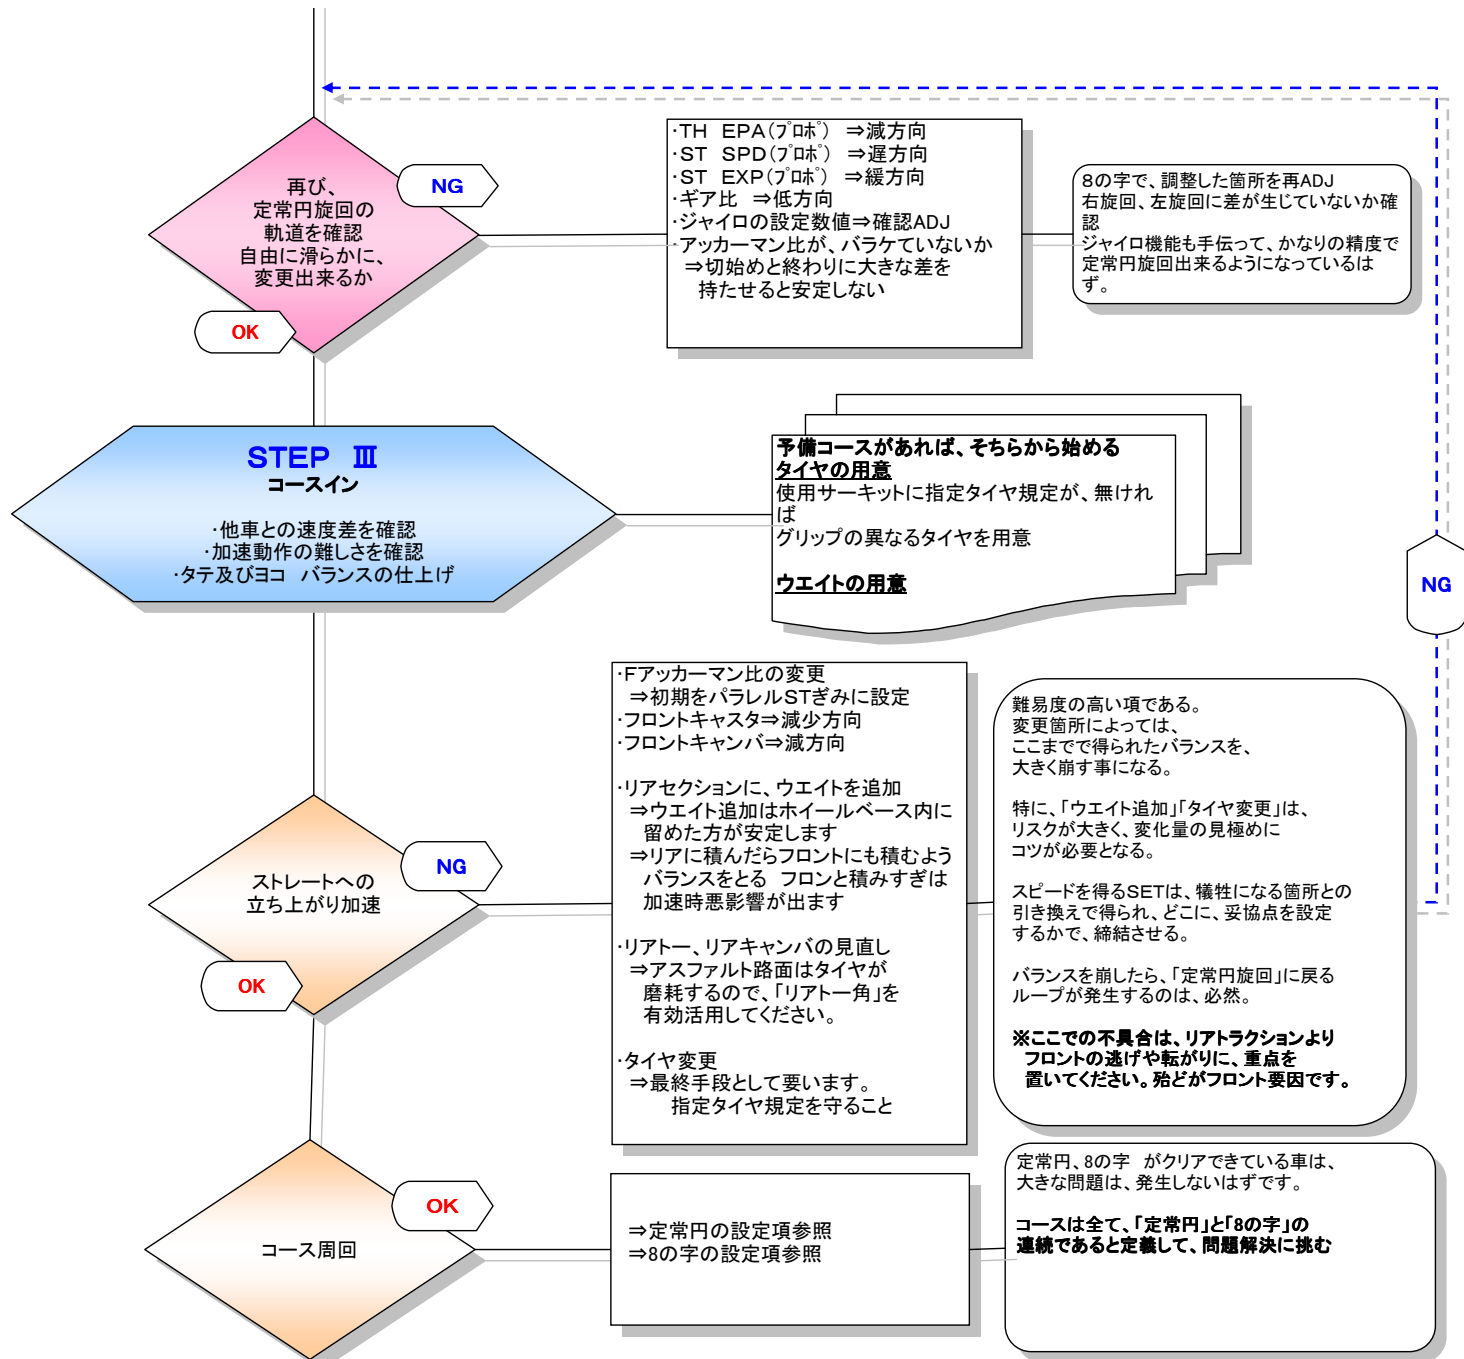 再び、
定常円旋回の
軌道を確認
自由に滑らかに、
変更出来るか
NG
OK
・TH EPA(ﾌﾟﾛﾎﾟ) ⇒減方向
・ST SPD(ﾌﾟﾛﾎﾟ) ⇒遅方向
・ST EXP(ﾌﾟﾛﾎﾟ) ⇒緩方向
・ギア比 ⇒低方向
・ジャイロの設定数値⇒確認ADJ
・アッカーマン比が、バラケていないか
⇒切始めと終わりに大きな差を
持たせると安定しない
8の字で、調整した箇所を再ADJ
右旋回、左旋回に差が生じていないか確
認
ジャイロ機能も手伝って、かなりの精度で
定常円旋回出来るようになっているは
ず。
STEP Ⅲ
コースイン
・他車との速度差を確認
・加速動作の難しさを確認
・タテ及びヨコ バランスの仕上げ
予備コースがあれば、そちらから始める
タイヤの用意
使用サーキットに指定タイヤ規定が、無けれ
ば
グリップの異なるタイヤを用意
ウエイトの用意
NG
ストレートへの
立ち上がり加速
NG
OK
・Fアッカーマン比の変更
⇒初期をパラレルSTぎみに設定
・フロントキャスタ⇒減少方向
・フロントキャンバ⇒減方向
・リアセクションに、ウエイトを追加
⇒ウエイト追加はホイールベース内に
留めた方が安定します
⇒リアに積んだらフロントにも積むよう
バランスをとる フロンと積みすぎは
加速時悪影響が出ます
・リアトー、リアキャンバの見直し
⇒アスファルト路面はタイヤが
磨耗するので、「リアトー角」を
有効活用してください。
・タイヤ変更
⇒最終手段として要います。
指定タイヤ規定を守ること
難易度の高い項である。
変更箇所によっては、
ここまでで得られたバランスを、
大きく崩す事になる。
特に、「ウエイト追加」「タイヤ変更」は、
リスクが大きく、変化量の見極めに
コツが必要となる。
スピードを得るSETは、犠牲になる箇所との
引き換えで得られ、どこに、妥協点を設定
するかで、締結させる。
バランスを崩したら、「定常円旋回」に戻る
ループが発生するのは、必然。
※ここでの不具合は、リアトラクションより
フロントの逃げや転がりに、重点を
置いてください。殆どがフロント要因です。
コース周回
OK
⇒定常円の設定項参照
⇒8の字の設定項参照
定常円、8の字 がクリアできている車は、
大きな問題は、発生しないはずです。
コースは全て、「定常円」と「8の字」の
連続であると定義して、問題解決に挑む